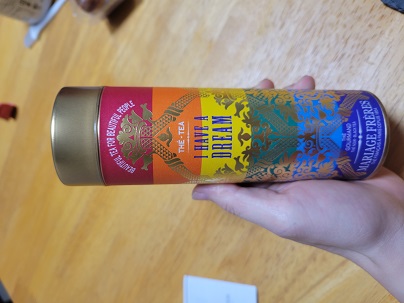 BEAUTIFUL TEA FOR BEAUTIFUL PEOPLE
THÉ • TEA
I HAVE A
DREAM
MARIAGE FRÈRES